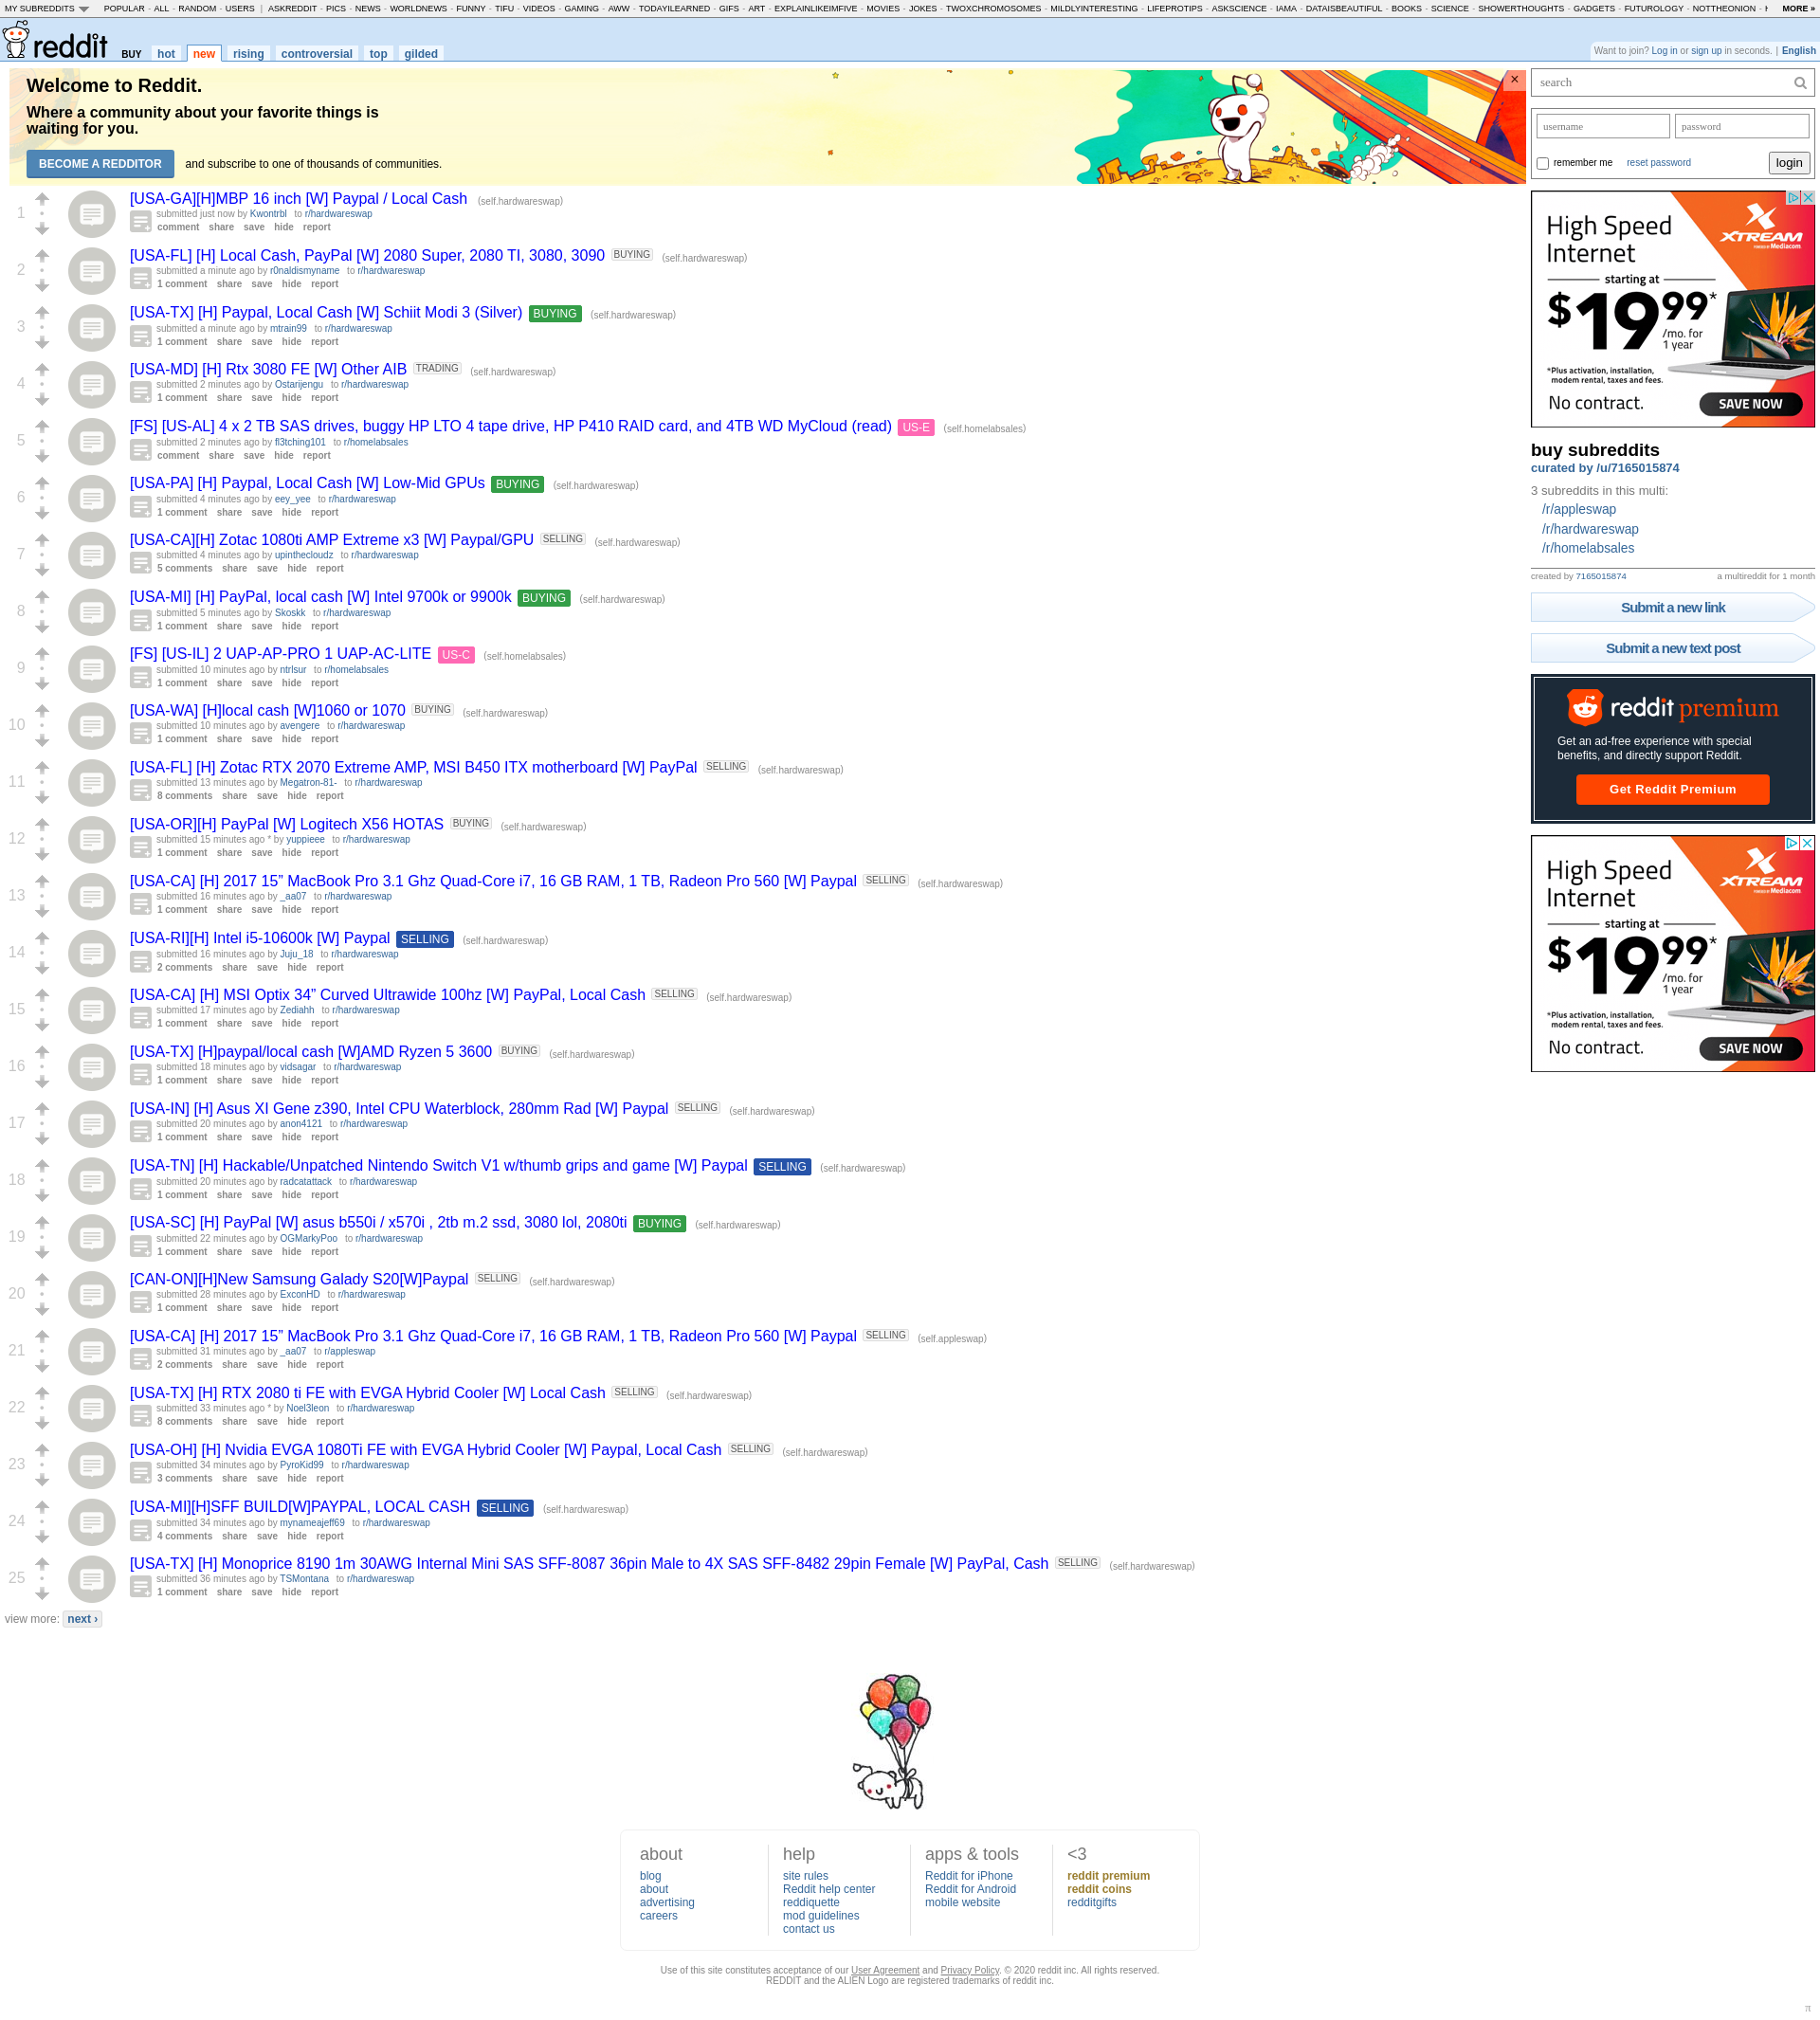 MY SUBREDDITS POPULAR - ALL - RANDOM - USERS | ASKREDDIT - PICS - NEWS - WORLDNEWS - FUNNY - TIFU - VIDEOS - GAMING - AWW - TODAYILEARNED - GIFS - ART - EXPLAINLIKEIMFIVE - MOVIES - JOKES - TWOXCHROMOSOMES - MILDLYINTERESTING - LIFEPROTIPS - ASKSCIENCE - IAMA - DATAISBEAUTIFUL - BOOKS - SCIENCE - SHOWERTHOUGHTS - GADGETS - FUTUROLOGY - NOTTHEONION - MORE »
reddit BUY hot new rising controversial top gilded
Want to join? Log in or sign up in seconds. | English
Welcome to Reddit.
Where a community about your favorite things is
waiting for you.
BECOME A REDDITOR and subscribe to one of thousands of communities.
×
1
[USA-GA][H]MBP 16 inch [W] Paypal / Local Cash (self.hardwareswap)
submitted just now by Kwontrbl to r/hardwareswap
comment share save hide report
2
[USA-FL] [H] Local Cash, PayPal [W] 2080 Super, 2080 TI, 3080, 3090 BUYING (self.hardwareswap)
submitted a minute ago by r0naldismyname to r/hardwareswap
1 comment share save hide report
3
[USA-TX] [H] Paypal, Local Cash [W] Schiit Modi 3 (Silver) BUYING (self.hardwareswap)
submitted a minute ago by mtrain99 to r/hardwareswap
1 comment share save hide report
4
[USA-MD] [H] Rtx 3080 FE [W] Other AIB TRADING (self.hardwareswap)
submitted 2 minutes ago by Ostarijengu to r/hardwareswap
1 comment share save hide report
5
[FS] [US-AL] 4 x 2 TB SAS drives, buggy HP LTO 4 tape drive, HP P410 RAID card, and 4TB WD MyCloud (read) US-E (self.homelabsales)
submitted 2 minutes ago by fl3tching101 to r/homelabsales
comment share save hide report
6
[USA-PA] [H] Paypal, Local Cash [W] Low-Mid GPUs BUYING (self.hardwareswap)
submitted 4 minutes ago by eey_yee to r/hardwareswap
1 comment share save hide report
7
[USA-CA][H] Zotac 1080ti AMP Extreme x3 [W] Paypal/GPU SELLING (self.hardwareswap)
submitted 4 minutes ago by upinthecloudz to r/hardwareswap
5 comments share save hide report
8
[USA-MI] [H] PayPal, local cash [W] Intel 9700k or 9900k BUYING (self.hardwareswap)
submitted 5 minutes ago by Skoskk to r/hardwareswap
1 comment share save hide report
9
[FS] [US-IL] 2 UAP-AP-PRO 1 UAP-AC-LITE US-C (self.homelabsales)
submitted 10 minutes ago by ntrlsur to r/homelabsales
1 comment share save hide report
10
[USA-WA] [H]local cash [W]1060 or 1070 BUYING (self.hardwareswap)
submitted 10 minutes ago by avengere to r/hardwareswap
1 comment share save hide report
11
[USA-FL] [H] Zotac RTX 2070 Extreme AMP, MSI B450 ITX motherboard [W] PayPal SELLING (self.hardwareswap)
submitted 13 minutes ago by Megatron-81- to r/hardwareswap
8 comments share save hide report
12
[USA-OR][H] PayPal [W] Logitech X56 HOTAS BUYING (self.hardwareswap)
submitted 15 minutes ago * by yuppieee to r/hardwareswap
1 comment share save hide report
13
[USA-CA] [H] 2017 15” MacBook Pro 3.1 Ghz Quad-Core i7, 16 GB RAM, 1 TB, Radeon Pro 560 [W] Paypal SELLING (self.hardwareswap)
submitted 16 minutes ago by _aa07 to r/hardwareswap
1 comment share save hide report
14
[USA-RI][H] Intel i5-10600k [W] Paypal SELLING (self.hardwareswap)
submitted 16 minutes ago by Juju_18 to r/hardwareswap
2 comments share save hide report
15
[USA-CA] [H] MSI Optix 34” Curved Ultrawide 100hz [W] PayPal, Local Cash SELLING (self.hardwareswap)
submitted 17 minutes ago by Zediahh to r/hardwareswap
1 comment share save hide report
16
[USA-TX] [H]paypal/local cash [W]AMD Ryzen 5 3600 BUYING (self.hardwareswap)
submitted 18 minutes ago by vidsagar to r/hardwareswap
1 comment share save hide report
17
[USA-IN] [H] Asus XI Gene z390, Intel CPU Waterblock, 280mm Rad [W] Paypal SELLING (self.hardwareswap)
submitted 20 minutes ago by anon4121 to r/hardwareswap
1 comment share save hide report
18
[USA-TN] [H] Hackable/Unpatched Nintendo Switch V1 w/thumb grips and game [W] Paypal SELLING (self.hardwareswap)
submitted 20 minutes ago by radcatattack to r/hardwareswap
1 comment share save hide report
19
[USA-SC] [H] PayPal [W] asus b550i / x570i , 2tb m.2 ssd, 3080 lol, 2080ti BUYING (self.hardwareswap)
submitted 22 minutes ago by OGMarkyPoo to r/hardwareswap
1 comment share save hide report
20
[CAN-ON][H]New Samsung Galady S20[W]Paypal SELLING (self.hardwareswap)
submitted 28 minutes ago by ExconHD to r/hardwareswap
1 comment share save hide report
21
[USA-CA] [H] 2017 15” MacBook Pro 3.1 Ghz Quad-Core i7, 16 GB RAM, 1 TB, Radeon Pro 560 [W] Paypal SELLING (self.appleswap)
submitted 31 minutes ago by _aa07 to r/appleswap
2 comments share save hide report
22
[USA-TX] [H] RTX 2080 ti FE with EVGA Hybrid Cooler [W] Local Cash SELLING (self.hardwareswap)
submitted 33 minutes ago * by Noel3leon to r/hardwareswap
8 comments share save hide report
23
[USA-OH] [H] Nvidia EVGA 1080Ti FE with EVGA Hybrid Cooler [W] Paypal, Local Cash SELLING (self.hardwareswap)
submitted 34 minutes ago by PyroKid99 to r/hardwareswap
3 comments share save hide report
24
[USA-MI][H]SFF BUILD[W]PAYPAL, LOCAL CASH SELLING (self.hardwareswap)
submitted 34 minutes ago by mynameajeff69 to r/hardwareswap
4 comments share save hide report
25
[USA-TX] [H] Monoprice 8190 1m 30AWG Internal Mini SAS SFF-8087 36pin Male to 4X SAS SFF-8482 29pin Female [W] PayPal, Cash SELLING (self.hardwareswap)
submitted 36 minutes ago by TSMontana to r/hardwareswap
1 comment share save hide report
view more: next ›
search
username password
remember me reset password login
High Speed
Internet
XTREAM
POWERED BY Mediacom
starting at
$1999*
/mo. for
1 year
*Plus activation, installation,
modem rental, taxes and fees.
No contract. SAVE NOW
buy subreddits
curated by /u/7165015874
3 subreddits in this multi:
/r/appleswap
/r/hardwareswap
/r/homelabsales
created by 7165015874 a multireddit for 1 month
Submit a new link
Submit a new text post
reddit premium
Get an ad-free experience with special
benefits, and directly support Reddit.
Get Reddit Premium
High Speed
Internet
XTREAM
POWERED BY Mediacom
starting at
$1999*
/mo. for
1 year
*Plus activation, installation,
modem rental, taxes and fees.
No contract. SAVE NOW
about
blog
about
advertising
careers
help
site rules
Reddit help center
reddiquette
mod guidelines
contact us
apps & tools
Reddit for iPhone
Reddit for Android
mobile website
<3
reddit premium
reddit coins
redditgifts
Use of this site constitutes acceptance of our User Agreement and Privacy Policy. © 2020 reddit inc. All rights reserved.
REDDIT and the ALIEN Logo are registered trademarks of reddit inc.
π